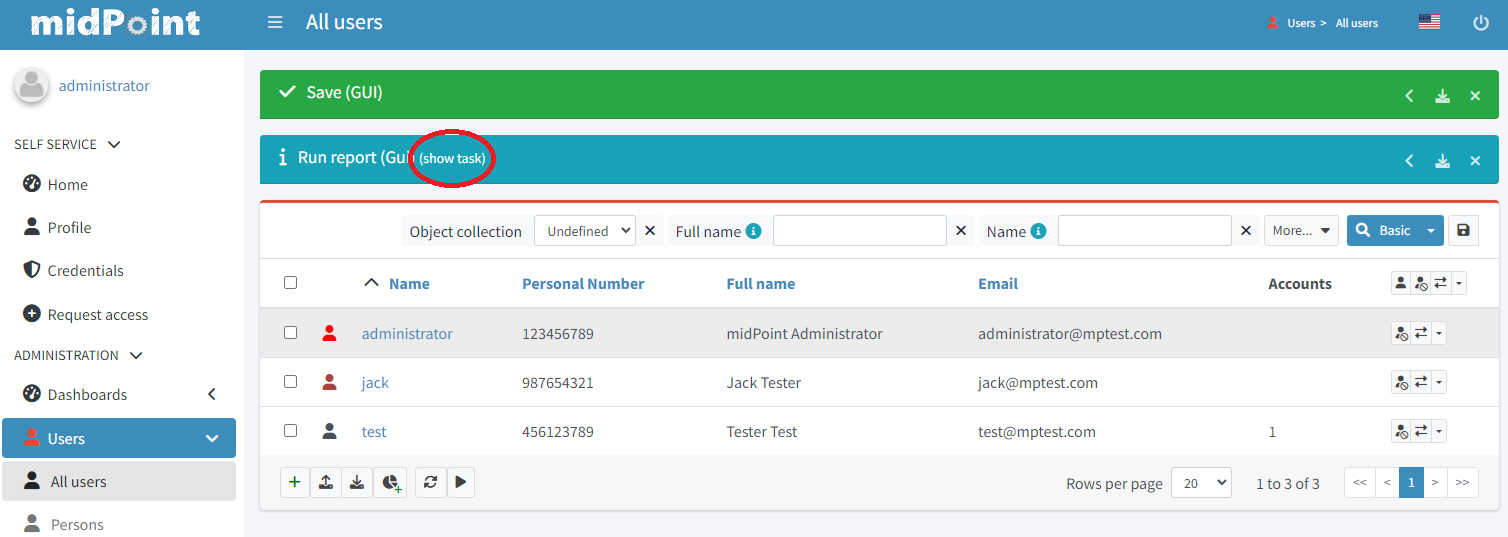 midPoint
All users
Users > All users
administrator
Save (GUI)
SELF SERVICE
Run report (Gui) (show task)
Home
Profile
Credentials
Request access
ADMINISTRATION
Dashboards
Users
All users
Persons
Object collection Undefined Full name Name More... Basic
Name Personal Number Full name Email Accounts
administrator 123456789 midPoint Administrator administrator@mptest.com
jack 987654321 Jack Tester jack@mptest.com
test 456123789 Tester Test test@mptest.com 1
Rows per page 20 1 to 3 of 3 << < 1 > >>